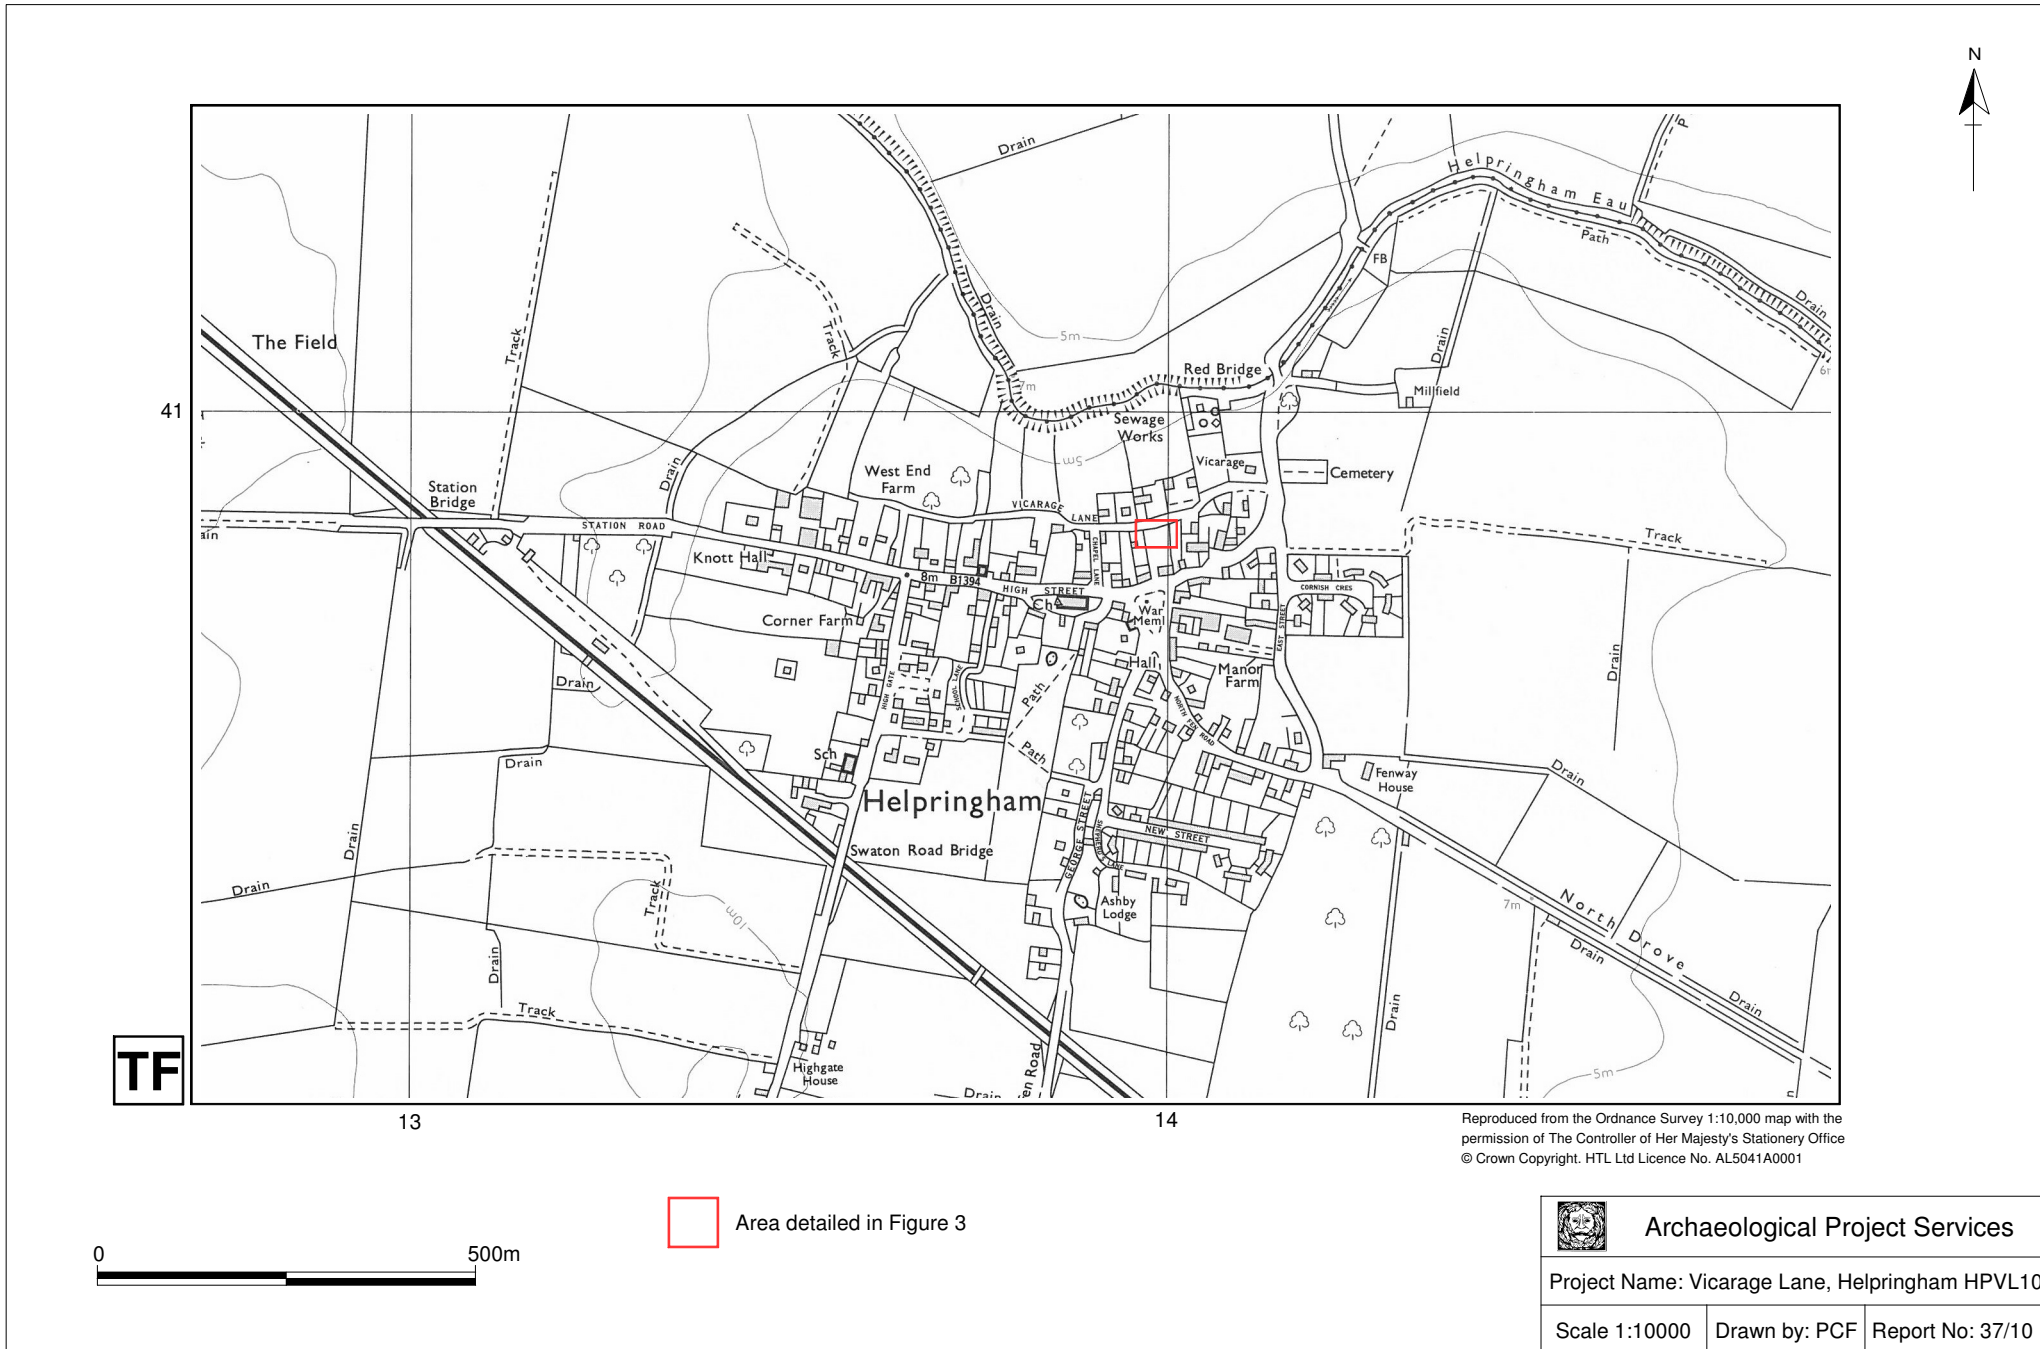 N
Drain
Helpringham Eau
Path
FB
Drain
Drain
The Field
Track
Track
5m
7m
Drain
Red Bridge
Millfield
41
Sewage
Works
5m
Vicarage
Cemetery
West End
Farm
Drain
Station
Bridge
VICARAGE LANE
STATION ROAD
CHAPEL LANE
Track
Knott Hall
8m B1394
HIGH STREET
Ch
CORNISH CRES
War
Meml
Corner Farm
EAST STREET
Hall
Manor
Farm
Drain
Drain
HIGH GATE
SCHOOL LANE
Path
NORTH FEN ROAD
Path
Sch
Drain
Drain
Fenway
House
Helpringham
GEORGE STREET
SHEPHERD'S LANE
NEW STREET
Drain
Swaton Road Bridge
Drain
Track
10m
Ashby
Lodge
7m
North Drove
Drain
Drain
Drain
Drain
Track
Highgate
House
Drain
en Road
5m
TF
13
14
Reproduced from the Ordnance Survey 1:10,000 map with the
permission of The Controller of Her Majesty's Stationery Office
© Crown Copyright. HTL Ltd Licence No. AL5041A0001
Area detailed in Figure 3
0 500m
Archaeological Project Services
Project Name: Vicarage Lane, Helpringham HPVL10
Scale 1:10000
Drawn by: PCF
Report No: 37/10